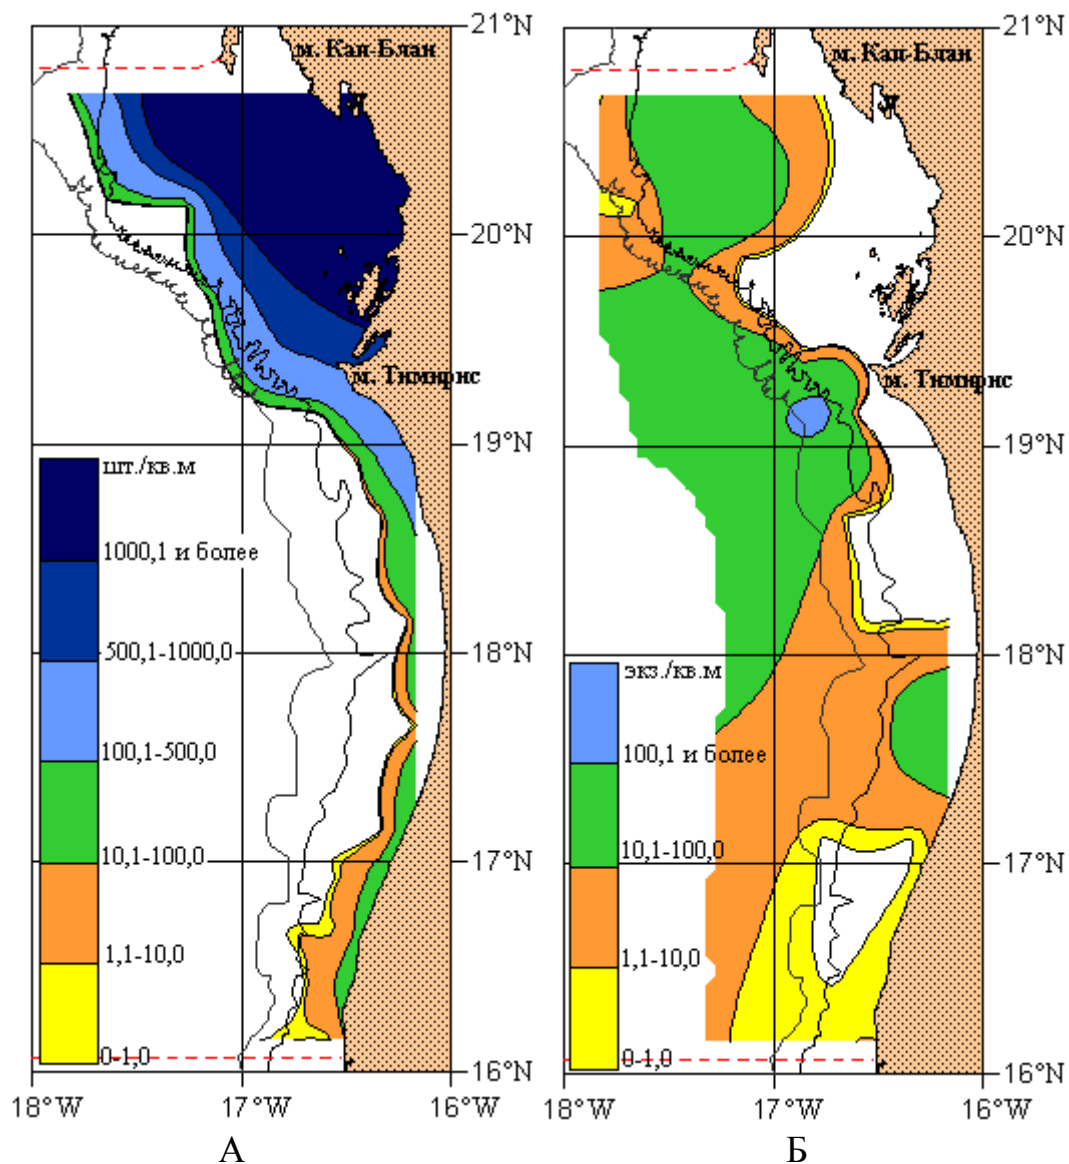 21°N
м. Кап-Блан
20°N
м. Тимирис
19°N
шт./кв.м
1000,1 и более
500,1-1000,0
18°N
100,1-500,0
10,1-100,0
17°N
1,1-10,0
0-1,0
16°N
18°W
17°W
16°W
А
21°N
м. Кап-Блан
20°N
м. Тимирис
19°N
18°N
экз./кв.м
100,1 и более
10,1-100,0
17°N
1,1-10,0
0-1,0
16°N
18°W
17°W
16°W
Б